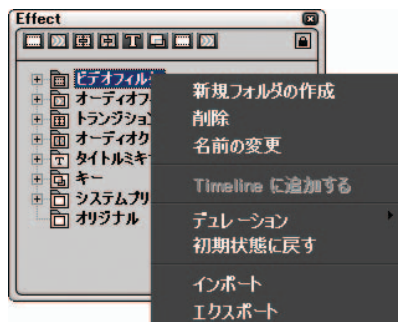 Effect
ビデオフィル
オーディオフ
トランジション
オーディオク
タイトルミキ
キー
システムプリ
オリジナル
新規フォルダの作成
削除
名前の変更
Timeline に追加する
デュレーション
初期状態に戻す
インポート
エクスポート